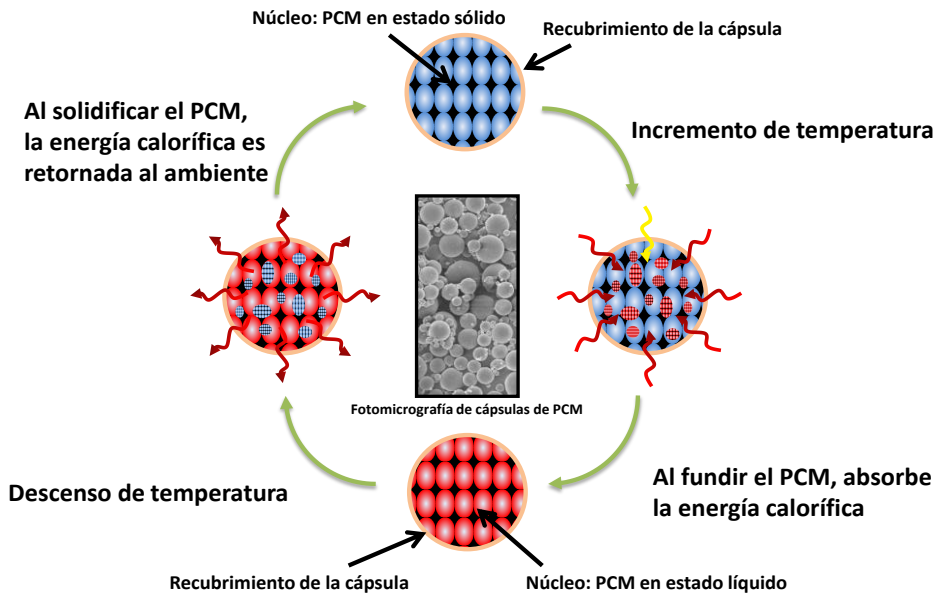 Núcleo: PCM en estado sólido
Recubrimiento de la cápsula
Al solidificar el PCM,
la energía calorífica es
retornada al ambiente
Incremento de temperatura
Fotomicrografía de cápsulas de PCM
Descenso de temperatura
Al fundir el PCM, absorbe
la energía calorífica
Recubrimiento de la cápsula
Núcleo: PCM en estado líquido